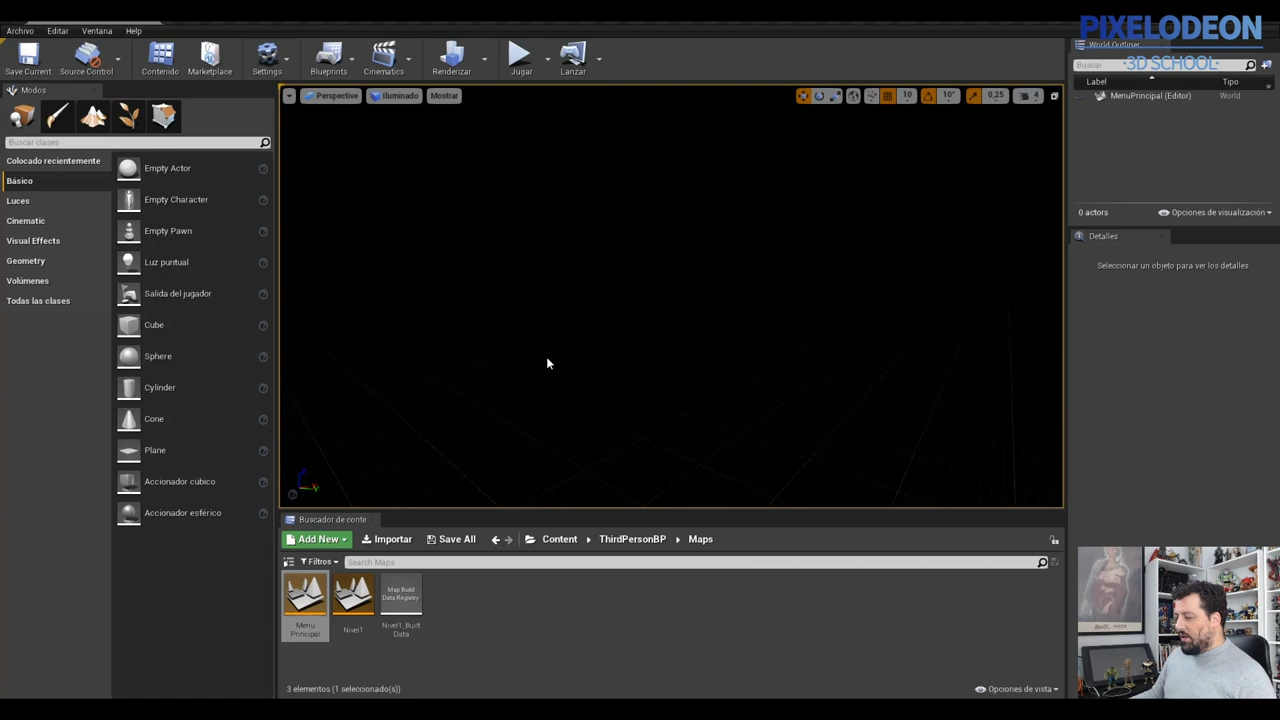 PIXELODEON
3D SCHOOL
Archivo Editar Ventana Help
Save Current Source Control Contenido Marketplace Settings Blueprints Cinematics Renderizar Jugar Lanzar
World Outliner
Buscar
Label Tipo
MenuPrincipal (Editor) World
0 actors Opciones de visualización
Detalles
Seleccionar un objeto para ver los detalles.
Modos
Buscar clases
Colocado recientemente
Básico
Luces
Cinematic
Visual Effects
Geometry
Volúmenes
Todas las clases
Empty Actor
Empty Character
Empty Pawn
Luz puntual
Salida del jugador
Cube
Sphere
Cylinder
Cone
Plane
Accionador cúbico
Accionador esférico
Perspective Iluminado Mostrar 10 10° 0,25 4
Buscador de conte
Add New Importar Save All Content ThirdPersonBP Maps
Filtros Search Maps
Menu
Principal
Nivel1
Map Build
Data Registry
Nivel1_Built
Data
3 elementos (1 seleccionado(s)) Opciones de vista